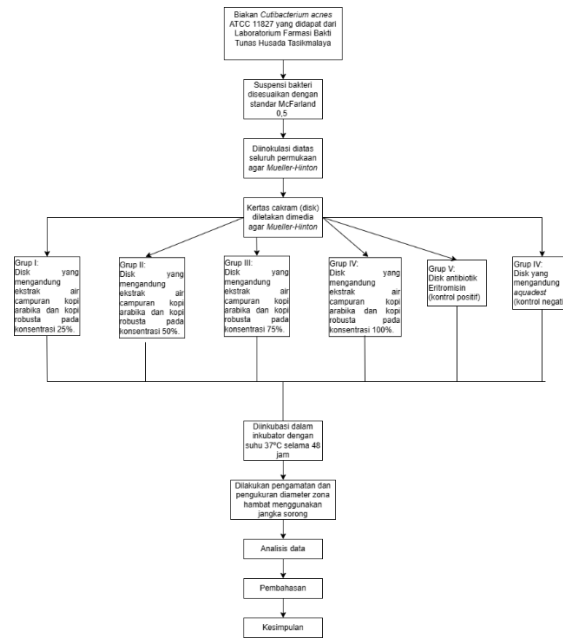 Biakan Cutibacterium acnes
ATCC 11827 yang didapat dari
Laboratorium Farmasi Bakti
Tunas Husada Tasikmalaya
Suspensi bakteri
disesuaikan dengan
standar McFarland
0,5
Diinokulasi diatas
seluruh permukaan
agar Mueller-Hinton
Kertas cakram (disk)
diletakan dimedia
agar Mueller-Hinton
Grup I:
Disk yang
mengandung
ekstrak air
campuran kopi
arabika dan kopi
robusta pada
konsentrasi 25%.
Grup II:
Disk yang
mengandung
ekstrak air
campuran kopi
arabika dan kopi
robusta pada
konsentrasi 50%.
Grup III:
Disk yang
mengandung
ekstrak air
campuran kopi
arabika dan kopi
robusta pada
konsentrasi 75%.
Grup IV:
Disk yang
mengandung
ekstrak air
campuran kopi
arabika dan kopi
robusta pada
konsentrasi 100%.
Grup V:
Disk antibiotik
Eritromisin
(kontrol positif)
Grup IV:
Disk yang
mengandung
aquadest
(kontrol negati
Diinkubasi dalam
inkubator dengan
suhu 37°C selama 48
jam
Dilakukan pengamatan dan
pengukuran diameter zona
hambat menggunakan
jangka sorong
Analisis data
Pembahasan
Kesimpulan